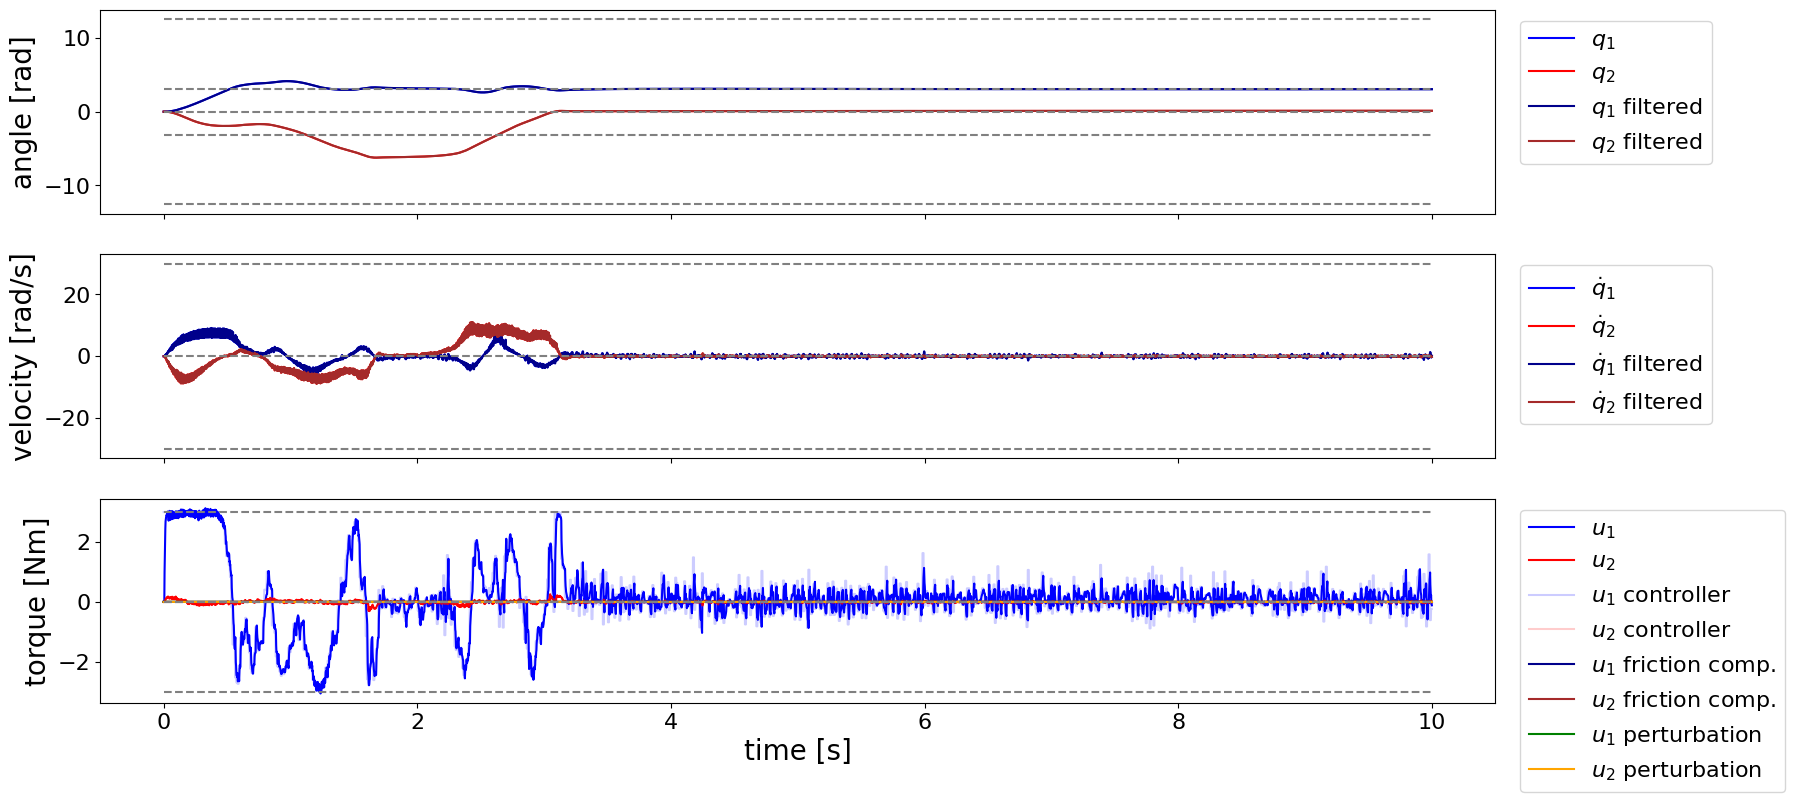 angle [rad]
10
0
−10
q₁
q₂
q₁ filtered
q₂ filtered
velocity [rad/s]
20
0
−20
q̇₁
q̇₂
q̇₁ filtered
q̇₂ filtered
torque [Nm]
2
0
−2
0 2 4 6 8 10
time [s]
u₁
u₂
u₁ controller
u₂ controller
u₁ friction comp.
u₂ friction comp.
u₁ perturbation
u₂ perturbation